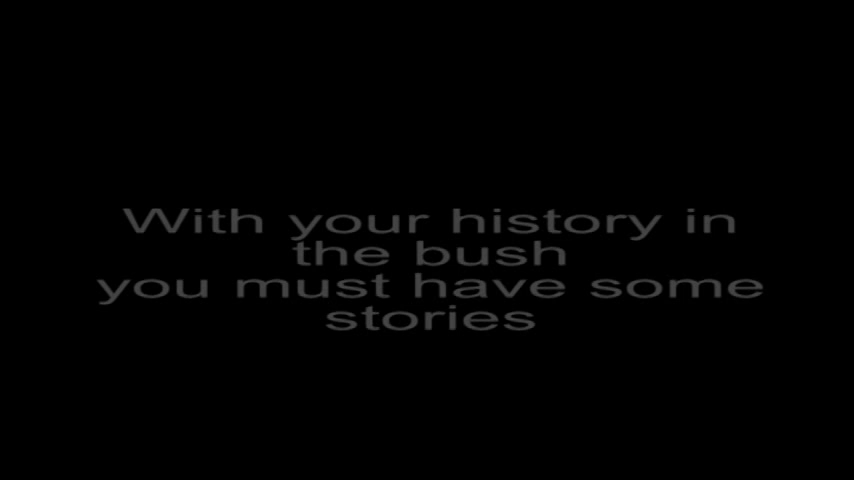 With your history in
the bush
you must have some
stories